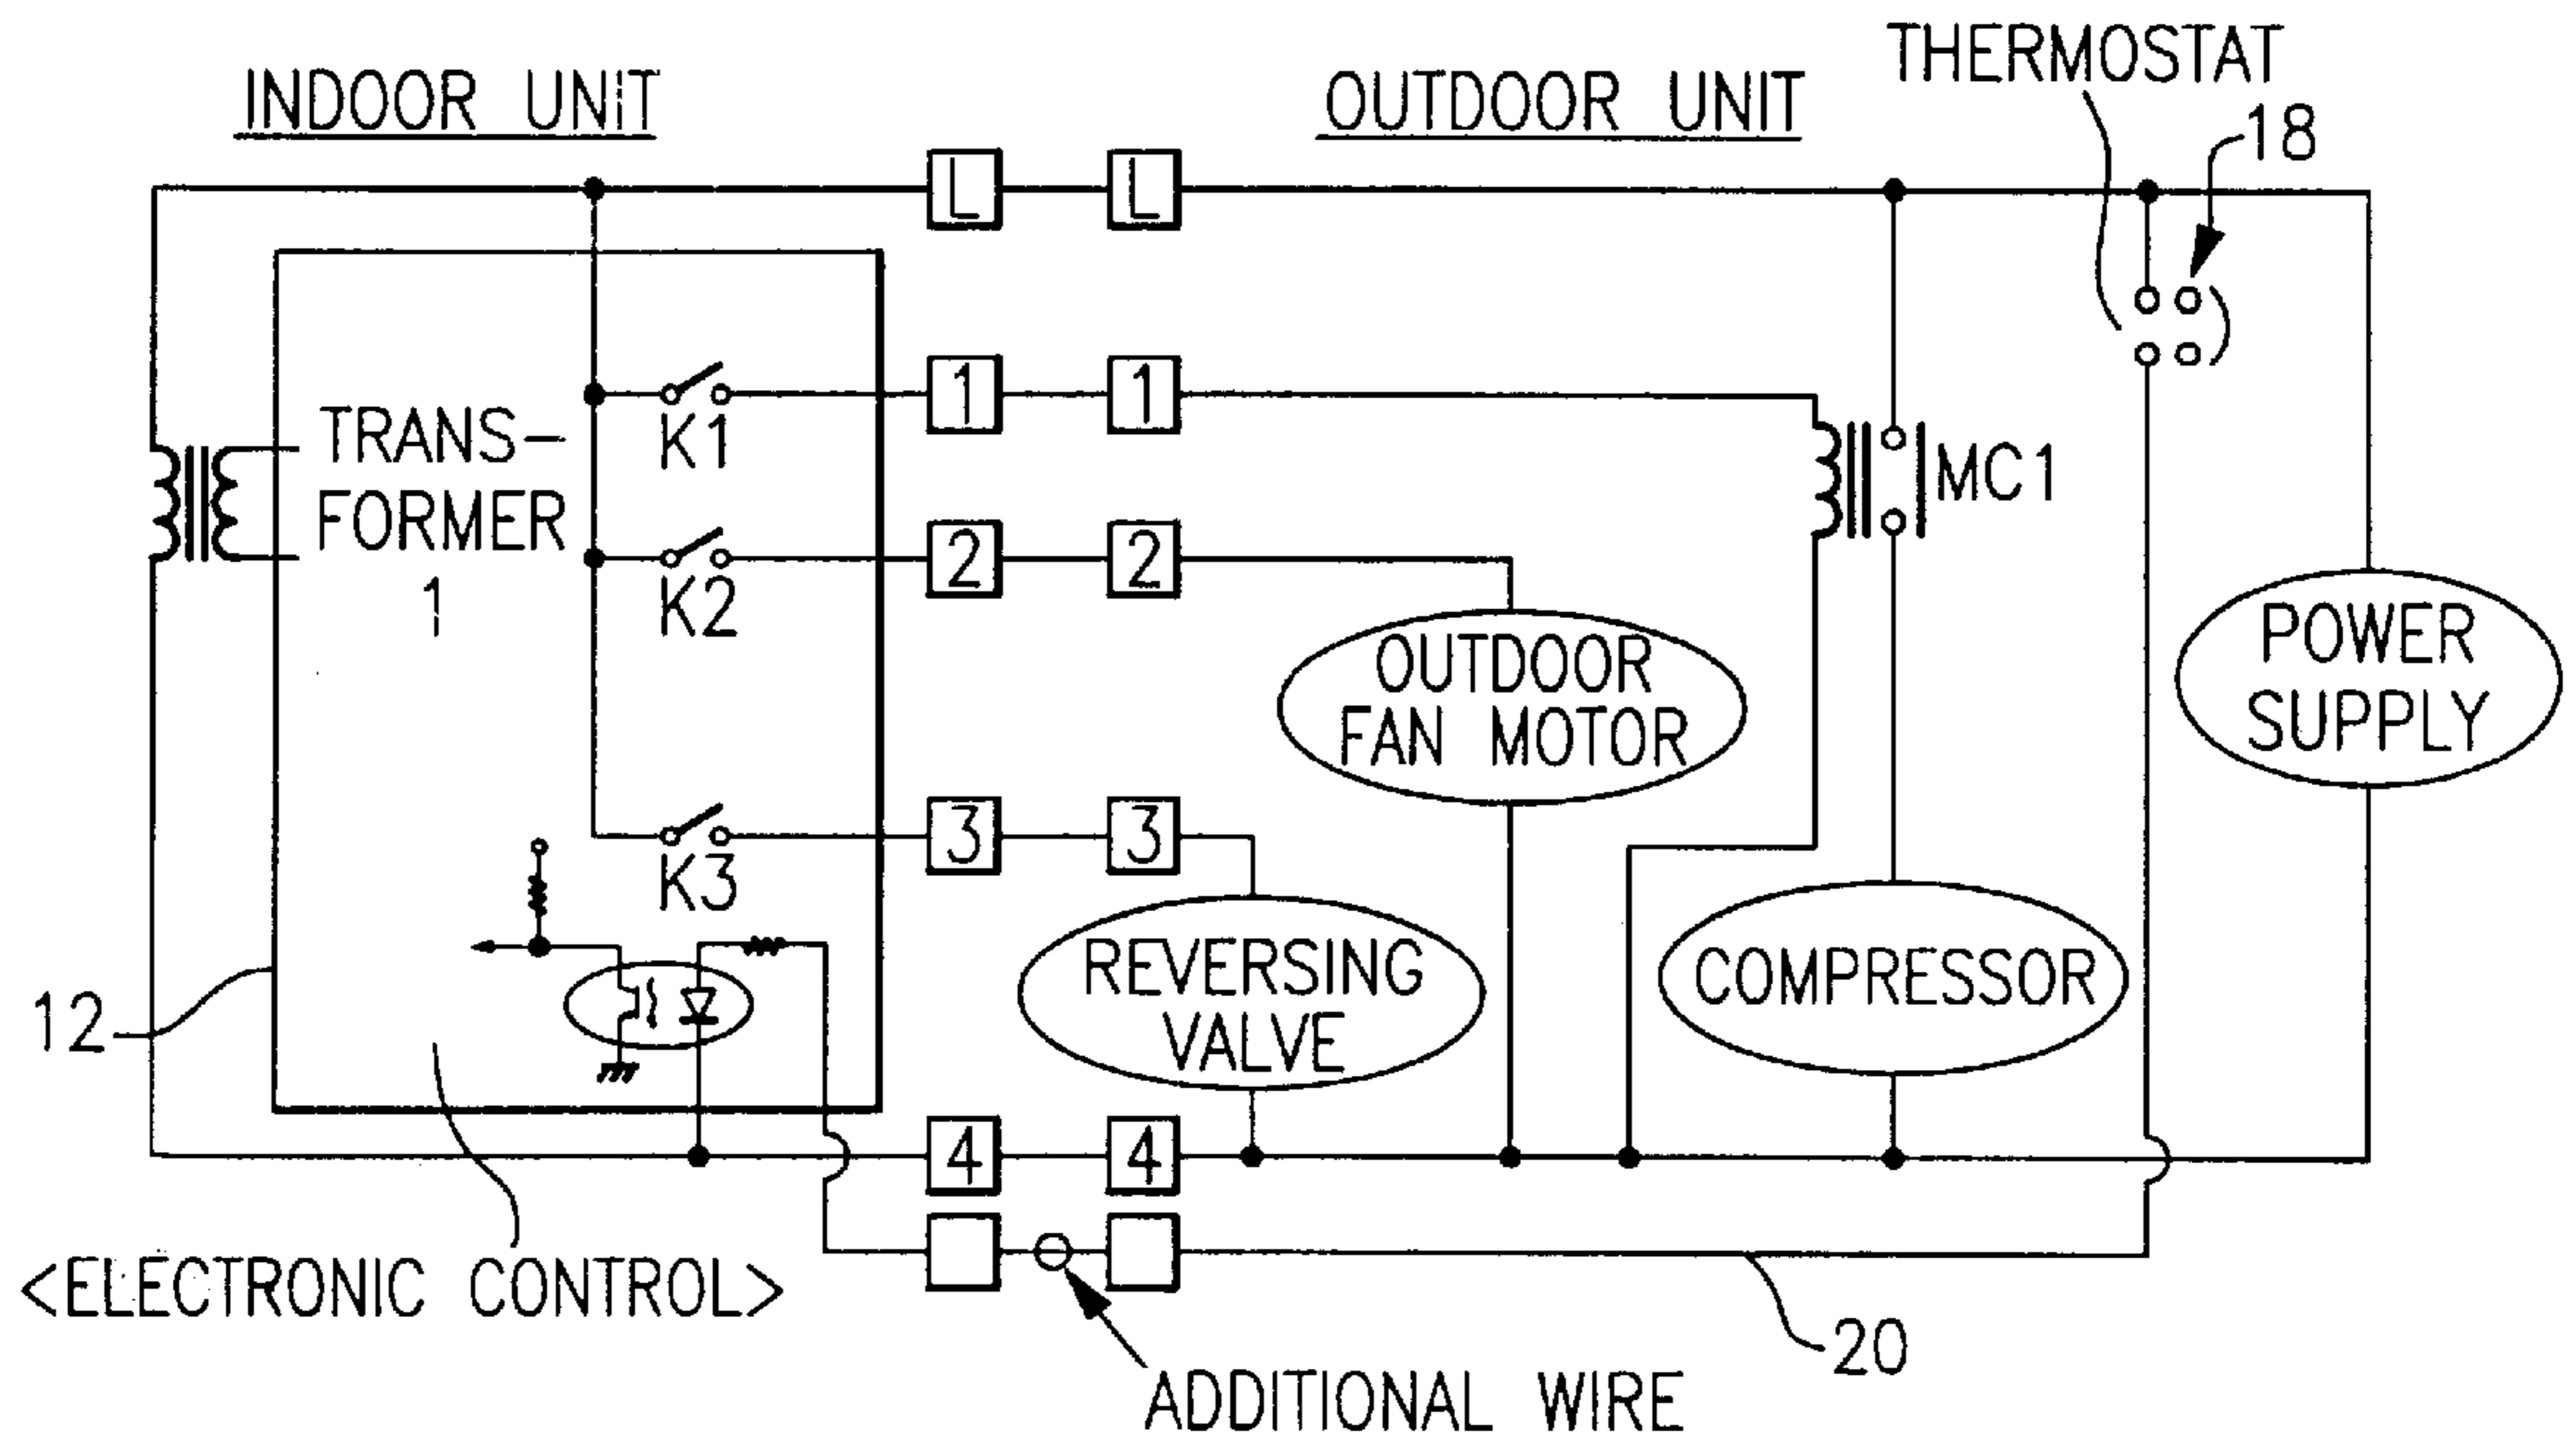 THERMOSTAT
INDOOR UNIT
OUTDOOR UNIT
18
L
L
TRANS-
FORMER
1
K1
1
1
MC1
K2
2
2
OUTDOOR
FAN MOTOR
POWER
SUPPLY
K3
3
3
REVERSING
VALVE
COMPRESSOR
12
4
4
<ELECTRONIC CONTROL>
20
ADDITIONAL WIRE